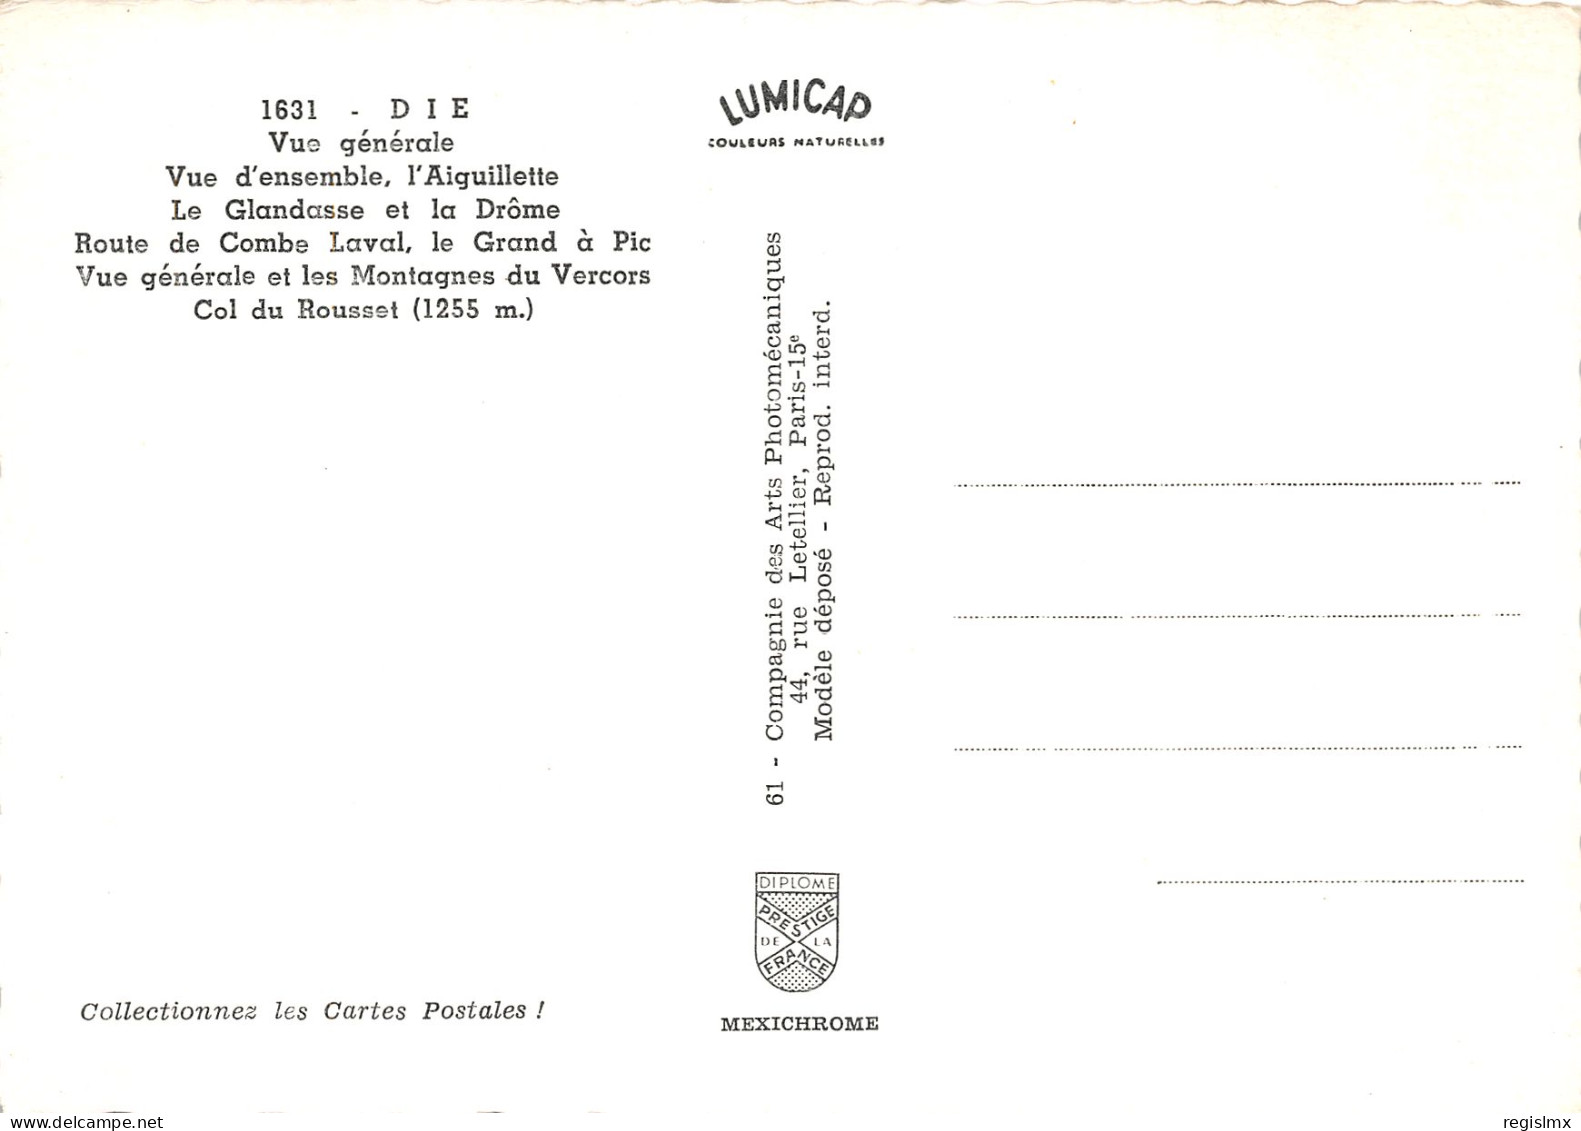 1631 - DIE
Vue générale
Vue d'ensemble, l'Aiguillette
Le Glandasse et la Drôme
Route de Combe Laval, le Grand à Pic
Vue générale et les Montagnes du Vercors
Col du Rousset (1255 m.)
LUMICAP
COULEURS NATURELLES
61 - Compagnie des Arts Photomécaniques
44, rue Letellier, Paris-15e
Modèle déposé - Reprod. interd.
DIPLOME
PRESTIGE
DE LA
FRANCE
MEXICHROME
Collectionnez les Cartes Postales !
delcampe.net
regislmx